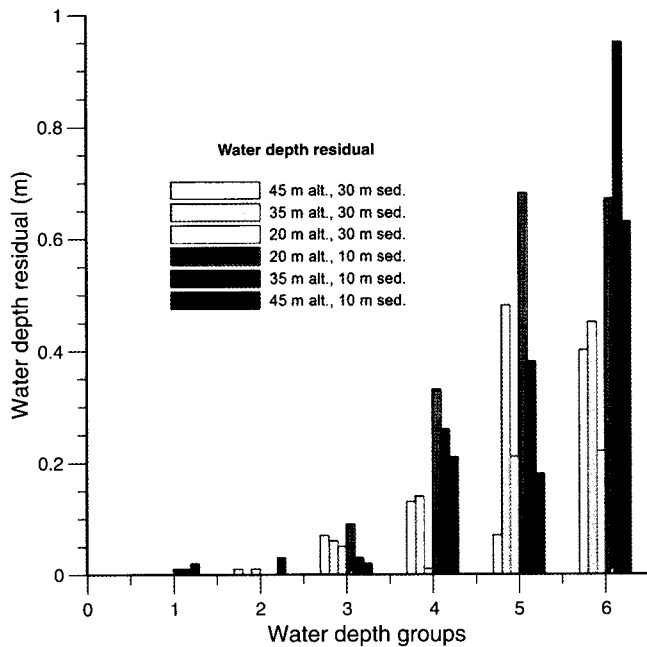 1
0.8
0.6
0.4
0.2
0
Water depth residual (m)
Water depth residual
45 m alt., 30 m sed.
35 m alt., 30 m sed.
20 m alt., 30 m sed.
20 m alt., 10 m sed.
35 m alt., 10 m sed.
45 m alt., 10 m sed.
0 1 2 3 4 5 6
Water depth groups